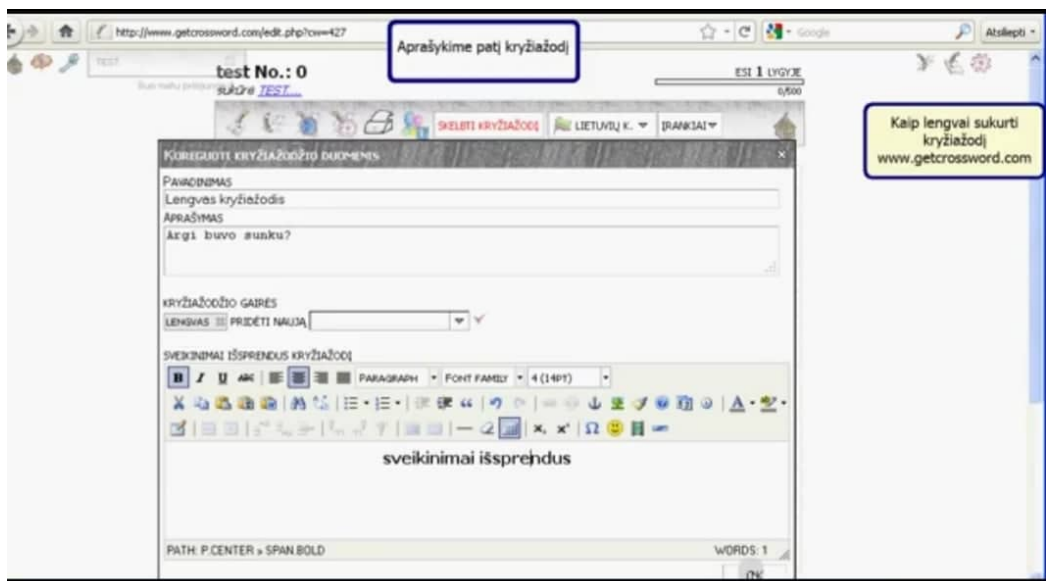 http://www.getcrossword.com/edit.php?cw=427
Google
Atsiliepti
Aprašykime patį kryžiažodį
TEST
test No.: 0
sukūrė TEST...
ESI 1 LYGYJE
0/500
SKELBTI KRYŽIAŽODĮ
LIETUVIŲ K.
ĮRANKIAI
Kaip lengvai sukurti
kryžiažodį
www.getcrossword.com
KOREGUOTI KRYŽIAŽODŽIO DUOMENIS
PAVADINIMAS
Lengvas kryžiažodis
APRAŠYMAS
Argi buvo sunku?
KRYŽIAŽODŽIO GAIRĖS
LENGVAS PRIDĖTI NAUJĄ
SVEIKINIMAI IŠSPRENDUS KRYŽIAŽODĮ
B I U ABC PARAGRAPH FONT FAMILY 4 (14PT)
sveikinimai išsprendus
PATH: P.CENTER » SPAN.BOLD WORDS: 1
OK